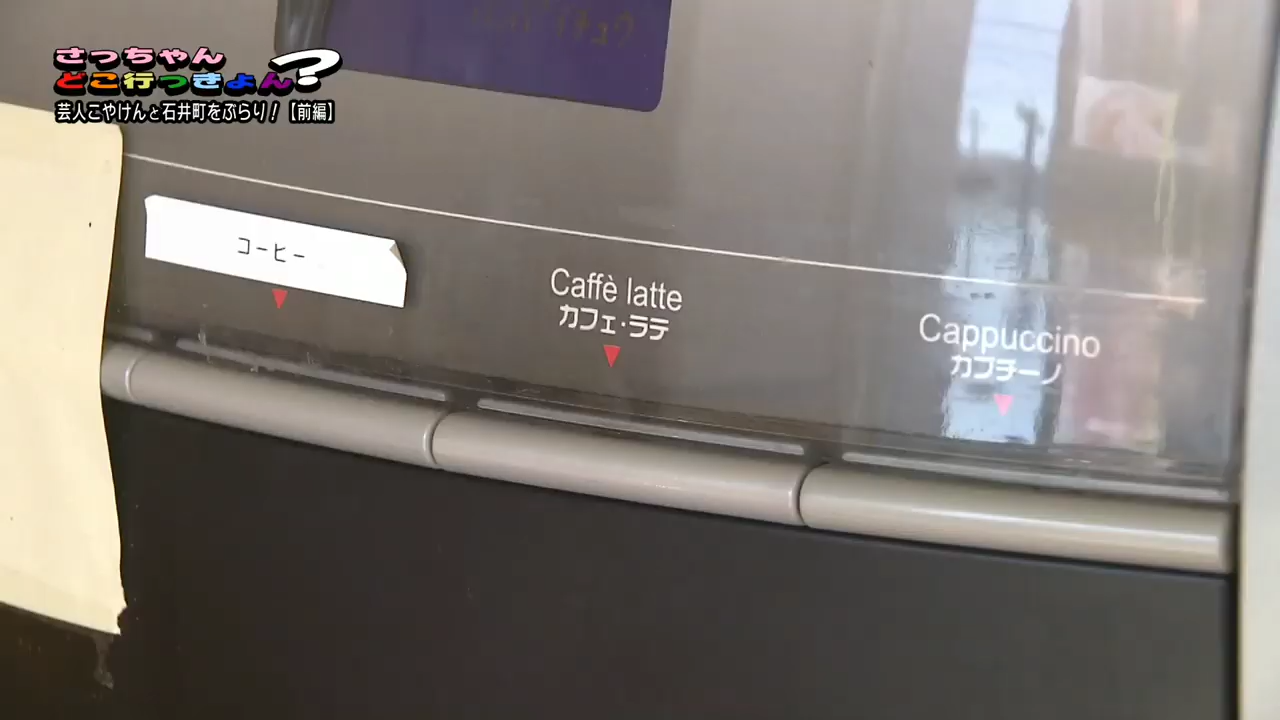 さっちゃん
どこ行っきょん?
芸人こやけんと石井町をぶらり!【前編】
コーヒー
Caffè latte
カフェ・ラテ
Cappuccino
カプチーノ